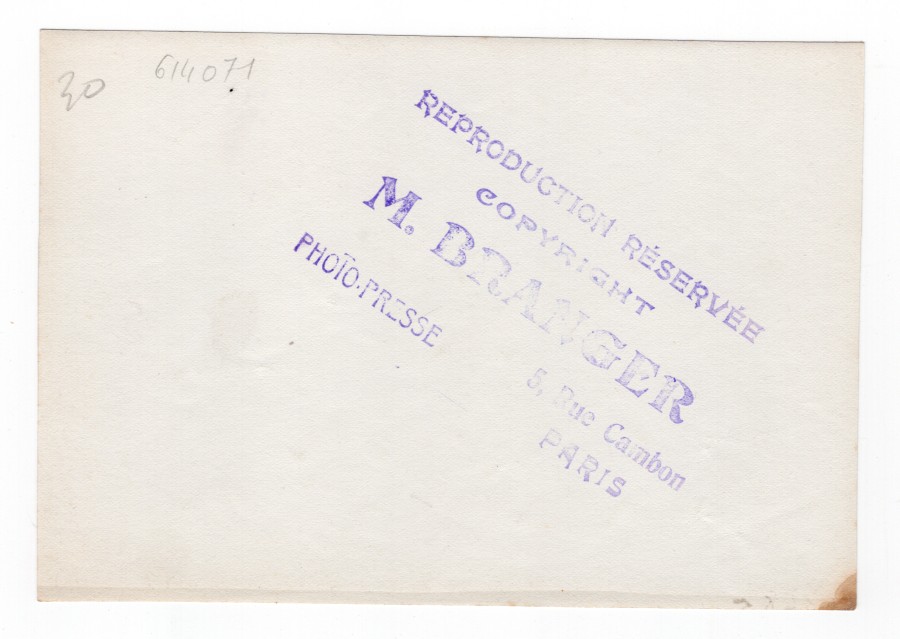 30
614071
REPRODUCTION RÉSERVÉE
COPYRIGHT
M. BRANGER
PHOTO-PRESSE
5, Rue Cambon
PARIS